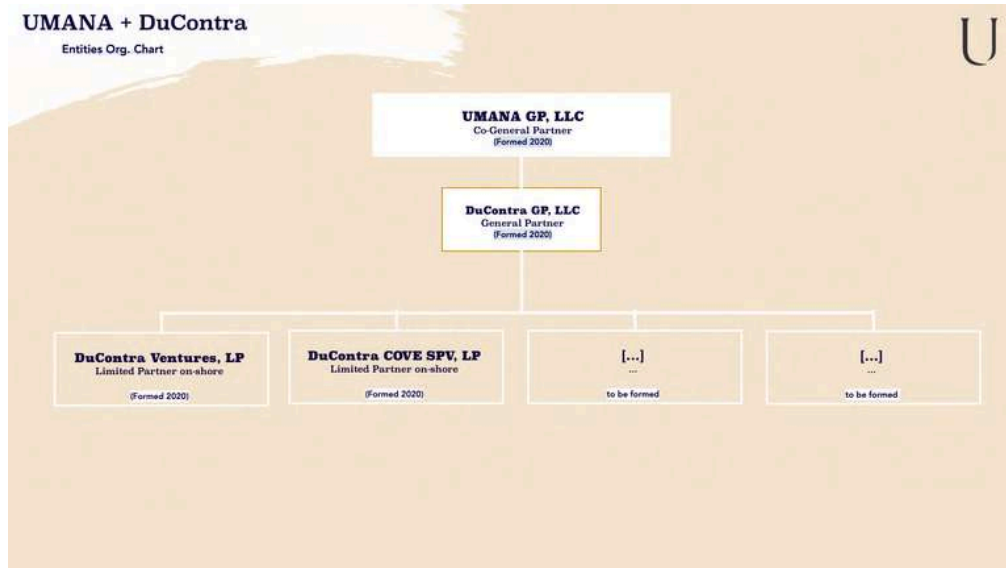 UMANA + DuContra
Entities Org. Chart
U
UMANA GP, LLC
Co-General Partner
(Formed 2020)
DuContra GP, LLC
General Partner
(Formed 2020)
DuContra Ventures, LP
Limited Partner on-shore
(Formed 2020)
DuContra COVE SPV, LP
Limited Partner on-shore
(Formed 2020)
[...]
...
to be formed
[...]
...
to be formed